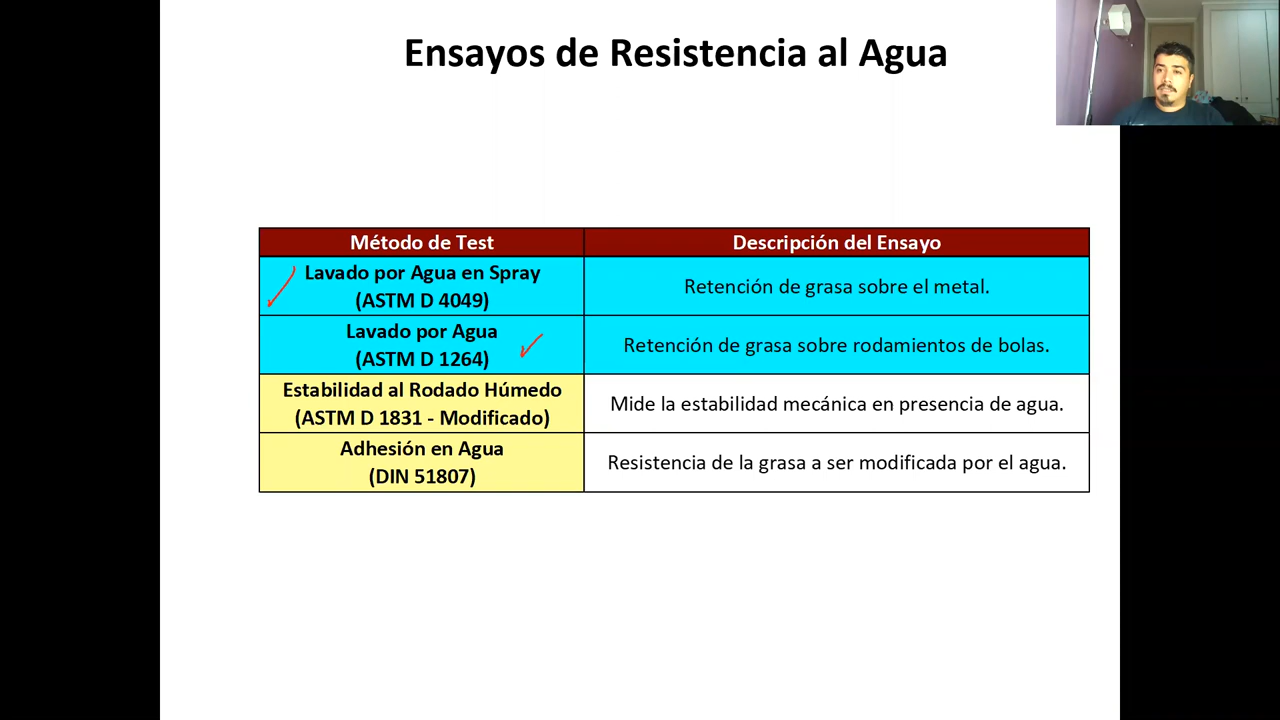 Ensayos de Resistencia al Agua
Método de Test
Descripción del Ensayo
Lavado por Agua en Spray
(ASTM D 4049)
Retención de grasa sobre el metal.
Lavado por Agua
(ASTM D 1264)
Retención de grasa sobre rodamientos de bolas.
Estabilidad al Rodado Húmedo
(ASTM D 1831 - Modificado)
Mide la estabilidad mecánica en presencia de agua.
Adhesión en Agua
(DIN 51807)
Resistencia de la grasa a ser modificada por el agua.